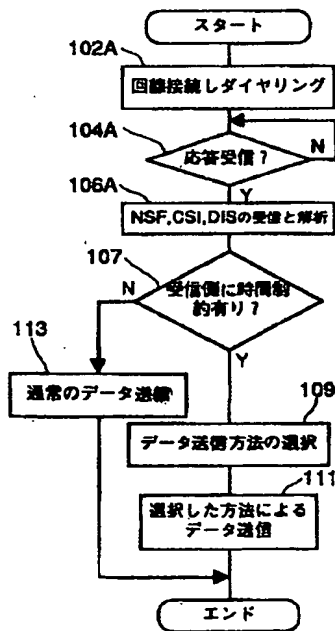 スタート
102A
回線接続しダイヤリング
104A
応答受信?
N
Y
106A
NSF,CSI,DISの受信と解析
107
受信側に時間制
約有り?
N
Y
113
通常のデータ送信
109
データ送信方法の選択
111
選択した方法による
データ送信
エンド